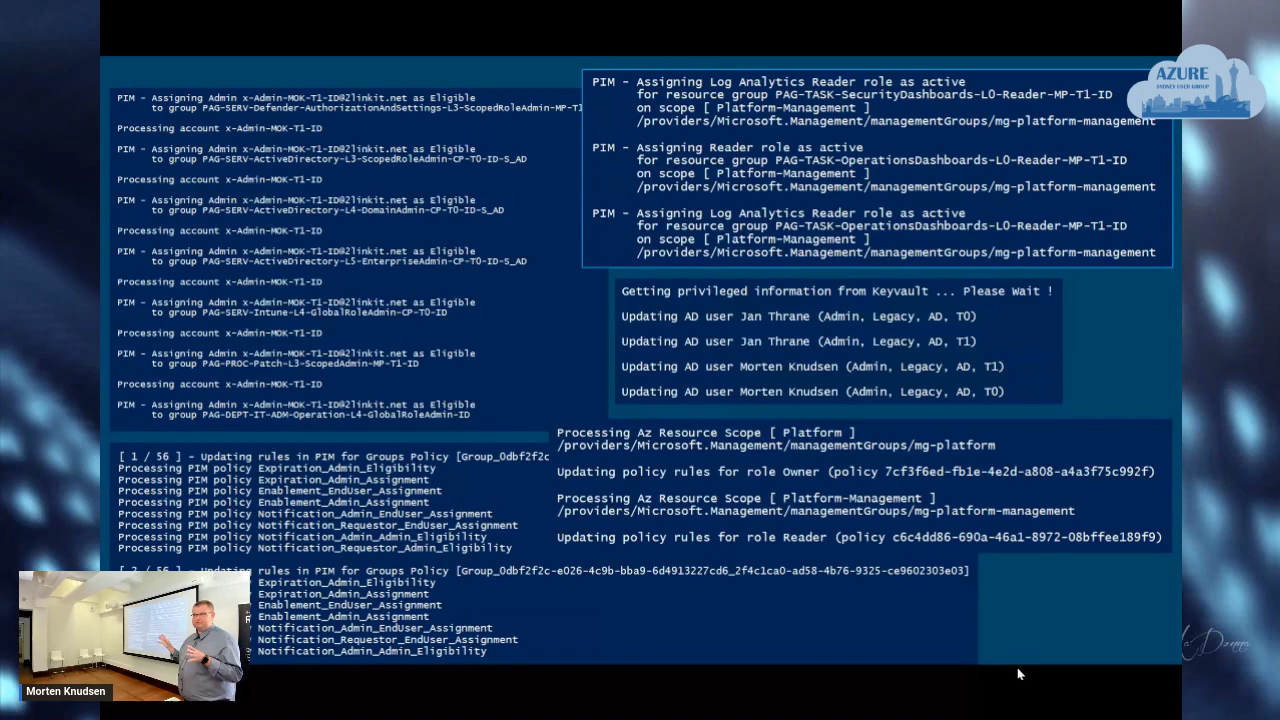 PIM - Assigning Admin x-Admin-MOK-T1-ID@2linkit.net as Eligible
to group PAG-SERV-Defender-AuthorizationAndSettings-L3-ScopedRoleAdmin-MP-T1
Processing account x-Admin-MOK-T1-ID
PIM - Assigning Admin x-Admin-MOK-T1-ID@2linkit.net as Eligible
to group PAG-SERV-ActiveDirectory-L3-ScopedRoleAdmin-CP-T0-ID-S_AD
Processing account x-Admin-MOK-T1-ID
PIM - Assigning Admin x-Admin-MOK-T1-ID@2linkit.net as Eligible
to group PAG-SERV-ActiveDirectory-L4-DomainAdmin-CP-T0-ID-S_AD
Processing account x-Admin-MOK-T1-ID
PIM - Assigning Admin x-Admin-MOK-T1-ID@2linkit.net as Eligible
to group PAG-SERV-ActiveDirectory-L5-EnterpriseAdmin-CP-T0-ID-S_AD
Processing account x-Admin-MOK-T1-ID
PIM - Assigning Admin x-Admin-MOK-T1-ID@2linkit.net as Eligible
to group PAG-SERV-Intune-L4-GlobalRoleAdmin-CP-T0-ID
Processing account x-Admin-MOK-T1-ID
PIM - Assigning Admin x-Admin-MOK-T1-ID@2linkit.net as Eligible
to group PAG-PROC-Patch-L3-ScopedAdmin-MP-T1-ID
Processing account x-Admin-MOK-T1-ID
PIM - Assigning Admin x-Admin-MOK-T1-ID@2linkit.net as Eligible
to group PAG-DEPT-IT-ADM-Operation-L4-GlobalRoleAdmin-ID
PIM - Assigning Log Analytics Reader role as active
for resource group PAG-TASK-SecurityDashboards-L0-Reader-MP-T1-ID
on scope [ Platform-Management ]
/providers/Microsoft.Management/managementGroups/mg-platform-management
PIM - Assigning Reader role as active
for resource group PAG-TASK-OperationsDashboards-L0-Reader-MP-T1-ID
on scope [ Platform-Management ]
/providers/Microsoft.Management/managementGroups/mg-platform-management
PIM - Assigning Log Analytics Reader role as active
for resource group PAG-TASK-OperationsDashboards-L0-Reader-MP-T1-ID
on scope [ Platform-Management ]
/providers/Microsoft.Management/managementGroups/mg-platform-management
AZURE
SYDNEY USER GROUP
Getting privileged information from Keyvault ... Please Wait !
Updating AD user Jan Thrane (Admin, Legacy, AD, T0)
Updating AD user Jan Thrane (Admin, Legacy, AD, T1)
Updating AD user Morten Knudsen (Admin, Legacy, AD, T1)
Updating AD user Morten Knudsen (Admin, Legacy, AD, T0)
Processing Az Resource Scope [ Platform ]
/providers/Microsoft.Management/managementGroups/mg-platform
Updating policy rules for role Owner (policy 7cf3f6ed-fb1e-4e2d-a808-a4a3f75c992f)
Processing Az Resource Scope [ Platform-Management ]
/providers/Microsoft.Management/managementGroups/mg-platform-management
Updating policy rules for role Reader (policy c6c4dd86-690a-46a1-8972-08bffee189f9)
[ 1 / 56 ] - Updating rules in PIM for Groups Policy [Group_0dbf2f2c
Processing PIM policy Expiration_Admin_Eligibility
Processing PIM policy Expiration_Admin_Assignment
Processing PIM policy Enablement_EndUser_Assignment
Processing PIM policy Enablement_Admin_Assignment
Processing PIM policy Notification_Admin_EndUser_Assignment
Processing PIM policy Notification_Requestor_EndUser_Assignment
Processing PIM policy Notification_Admin_Admin_Eligibility
Processing PIM policy Notification_Requestor_Admin_Eligibility
[ 2 / 56 ] - Updating rules in PIM for Groups Policy [Group_0dbf2f2c-e026-4c9b-bba9-6d4913227cd6_2f4c1ca0-ad58-4b76-9325-ce9602303e03]
Expiration_Admin_Eligibility
Expiration_Admin_Assignment
Enablement_EndUser_Assignment
Enablement_Admin_Assignment
Notification_Admin_EndUser_Assignment
Notification_Requestor_EndUser_Assignment
Notification_Admin_Admin_Eligibility
Morten Knudsen